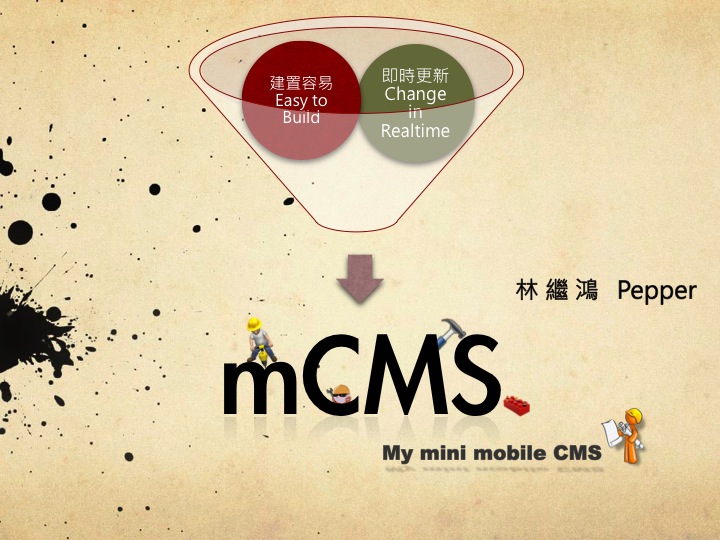 建置容易
Easy to
Build
即時更新
Change
in
Realtime
林繼鴻 Pepper
mCMS
My mini mobile CMS